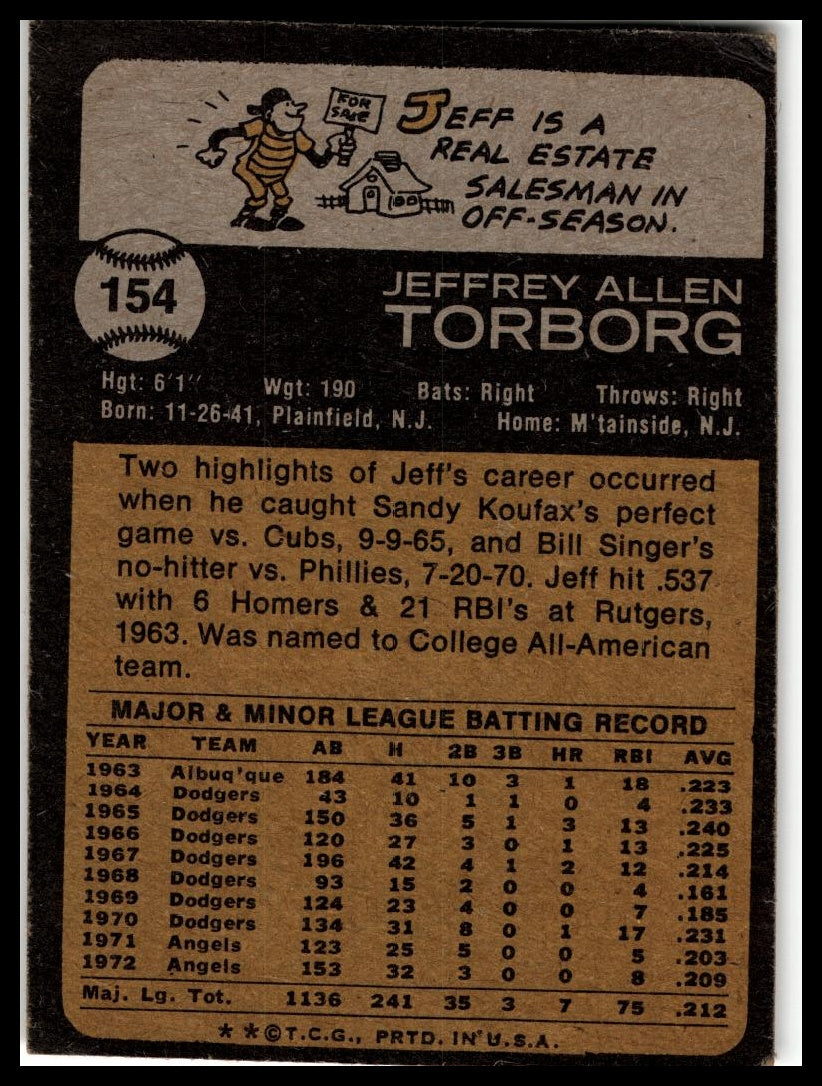 FOR
SALE
JEFF IS A
REAL ESTATE
SALESMAN IN
OFF-SEASON.
154
JEFFREY ALLEN
TORBORG
Hgt: 6'1" Wgt: 190 Bats: Right Throws: Right
Born: 11-26-41, Plainfield, N.J. Home: M'tainside, N.J.
Two highlights of Jeff's career occurred
when he caught Sandy Koufax's perfect
game vs. Cubs, 9-9-65, and Bill Singer's
no-hitter vs. Phillies, 7-20-70. Jeff hit .537
with 6 Homers & 21 RBI's at Rutgers,
1963. Was named to College All-American
team.
MAJOR & MINOR LEAGUE BATTING RECORD
YEAR TEAM AB H 2B 3B HR RBI AVG
1963 Albuq'que 184 41 10 3 1 18 .223
1964 Dodgers 43 10 1 1 0 4 .233
1965 Dodgers 150 36 5 1 3 13 .240
1966 Dodgers 120 27 3 0 1 13 .225
1967 Dodgers 196 42 4 1 2 12 .214
1968 Dodgers 93 15 2 0 0 4 .161
1969 Dodgers 124 23 4 0 0 7 .185
1970 Dodgers 134 31 8 0 1 17 .231
1971 Angels 123 25 5 0 0 5 .203
1972 Angels 153 32 3 0 0 8 .209
Maj. Lg. Tot. 1136 241 35 3 7 75 .212
* *©T.C.G., PRTD. IN U.S.A.